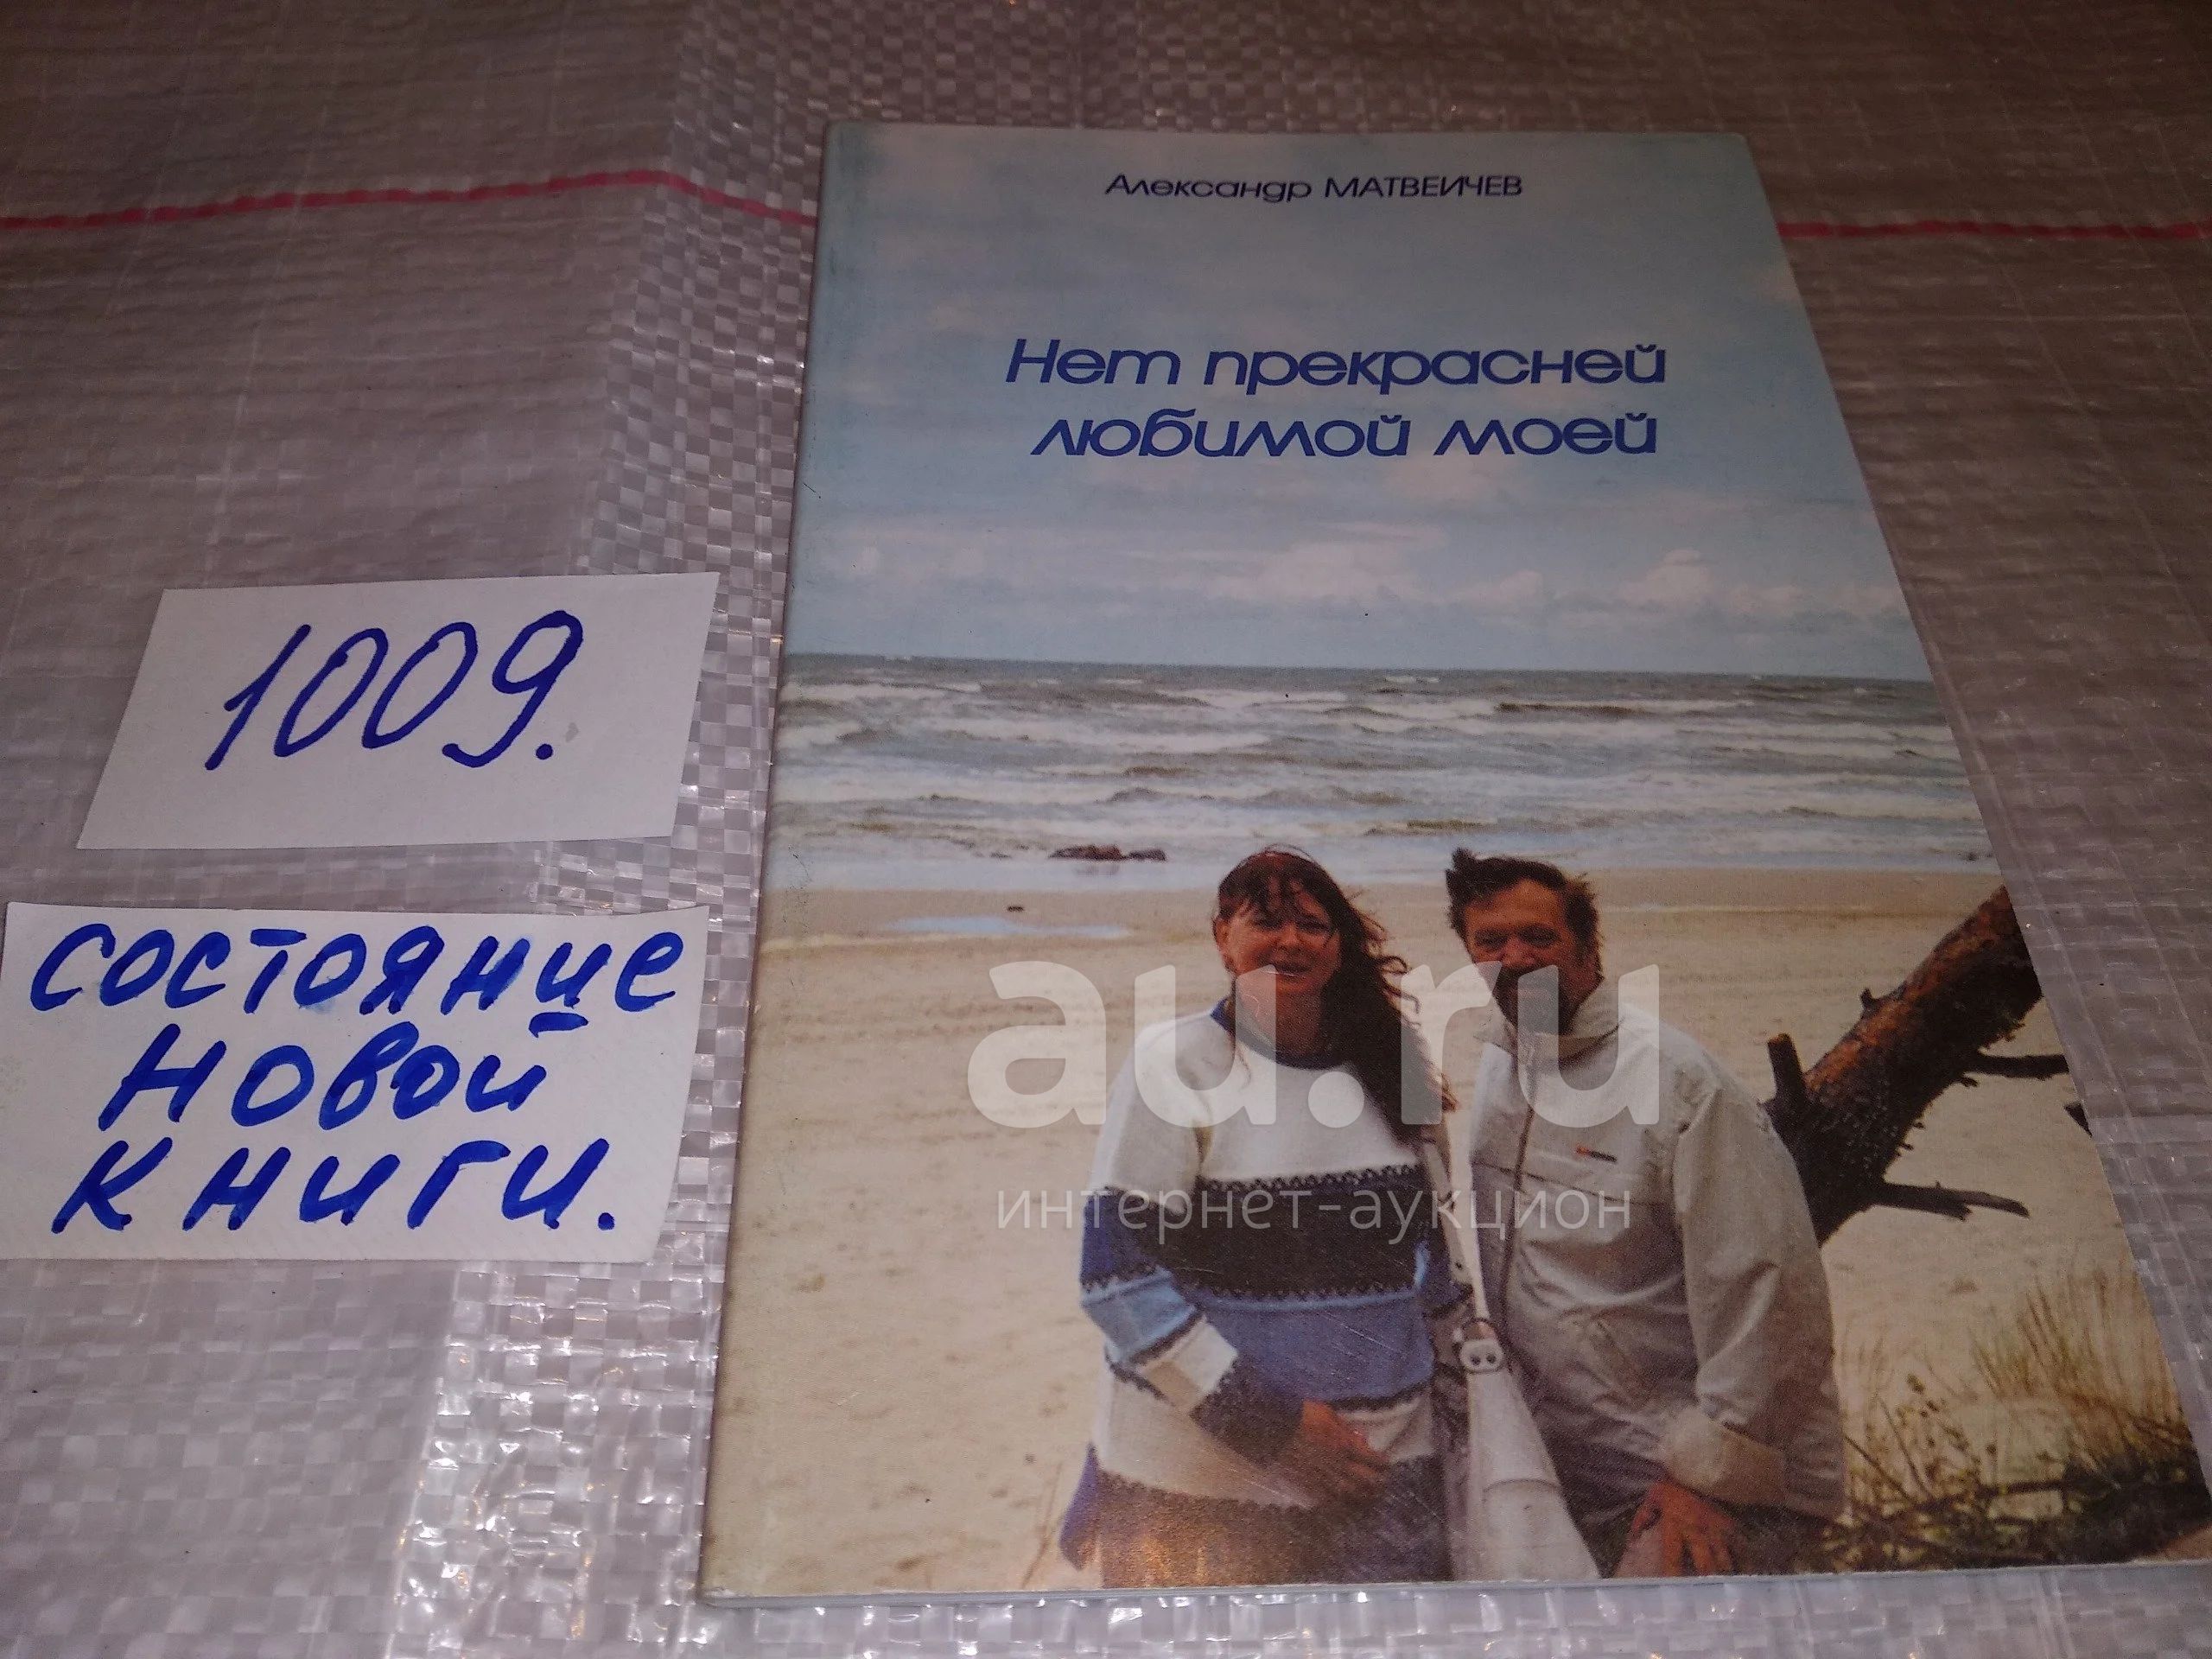 Александр МАТВЕИЧЕВ
Нет прекрасней
любимой моей
1009.
состояние
новой
книги.
au.ru
интернет-аукцион